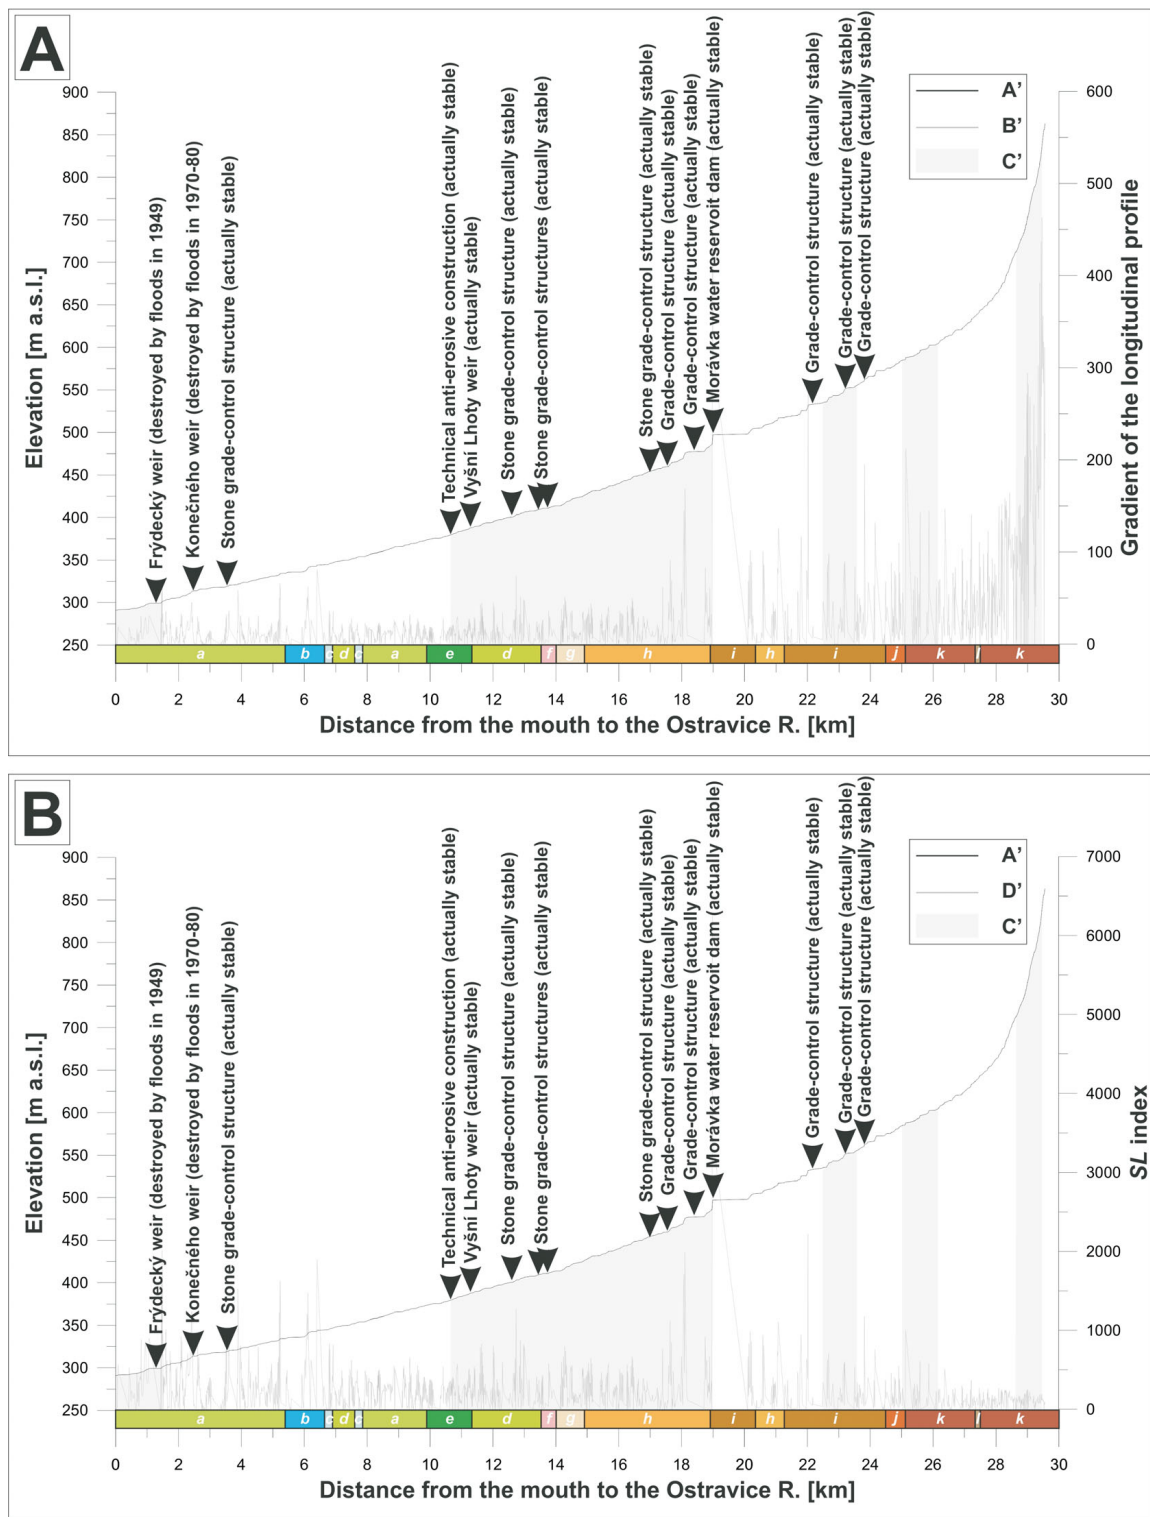 A
Frýdecký weir (destroyed by floods in 1949)
Konečného weir (destroyed by floods in 1970-80)
Stone grade-control structure (actually stable)
Technical anti-erosive construction (actually stable)
Vyšní Lhoty weir (actually stable)
Stone grade-control structure (actually stable)
Stone grade-control structures (actually stable)
Stone grade-control structure (actually stable)
Grade-control structure (actually stable)
Grade-control structure (actually stable)
Morávka water reservoit dam (actually stable)
Grade-control structure (actually stable)
Grade-control structure (actually stable)
Grade-control structure (actually stable)
A'
B'
C'
Elevation [m a.s.l.]
900
850
800
750
700
650
600
550
500
450
400
350
300
250
600
500
400
300
200
100
0
Gradient of the longitudinal profile
a b c d c a e d f g h i h i j k l k
0 2 4 6 8 10 12 14 16 18 20 22 24 26 28 30
Distance from the mouth to the Ostravice R. [km]
B
Frýdecký weir (destroyed by floods in 1949)
Konečného weir (destroyed by floods in 1970-80)
Stone grade-control structure (actually stable)
Technical anti-erosive construction (actually stable)
Vyšní Lhoty weir (actually stable)
Stone grade-control structure (actually stable)
Stone grade-control structures (actually stable)
Stone grade-control structure (actually stable)
Grade-control structure (actually stable)
Grade-control structure (actually stable)
Morávka water reservoit dam (actually stable)
Grade-control structure (actually stable)
Grade-control structure (actually stable)
Grade-control structure (actually stable)
A'
D'
C'
Elevation [m a.s.l.]
900
850
800
750
700
650
600
550
500
450
400
350
300
250
7000
6000
5000
4000
3000
2000
1000
0
SL index
a b c d c a e d f g h i h i j k l k
0 2 4 6 8 10 12 14 16 18 20 22 24 26 28 30
Distance from the mouth to the Ostravice R. [km]